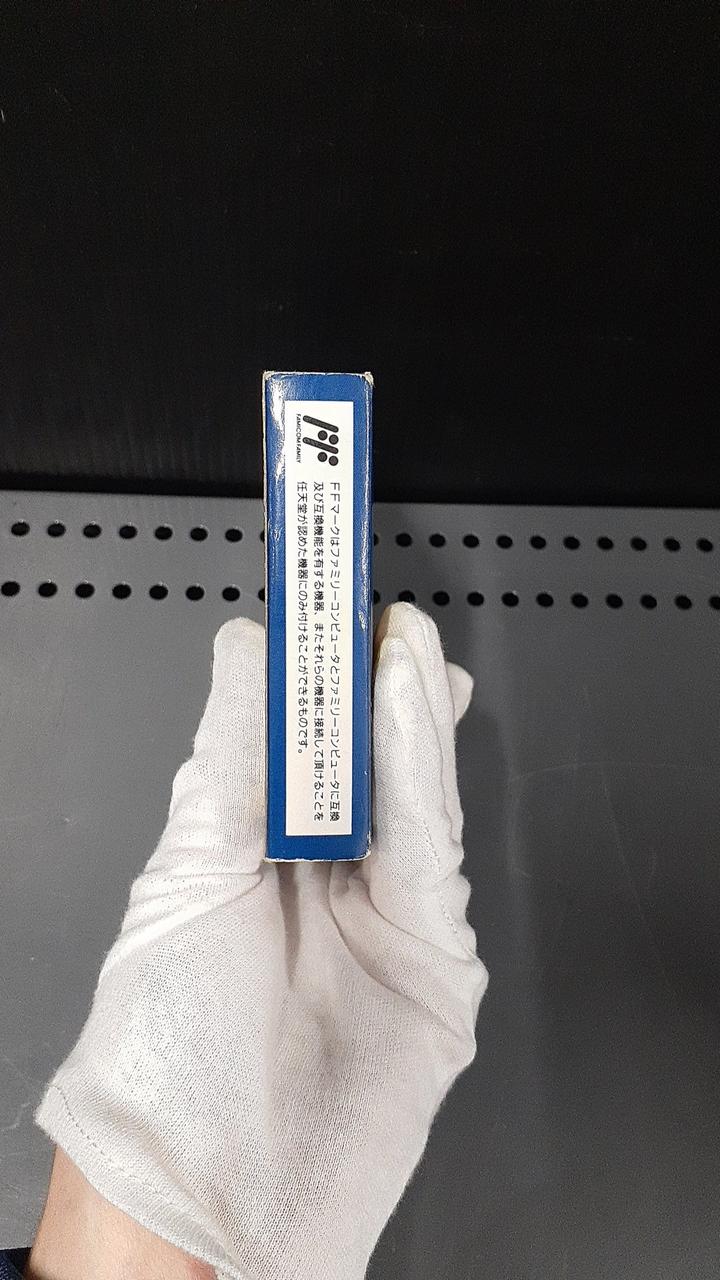 FAMICOM FAMILY
FFマークはファミリーコンピュータとファミリーコンピュータに互換
及び互換機能を有する機器、またそれらの機器に接続して頂けることを
任天堂が認めた機器にのみ付けることができるものです。